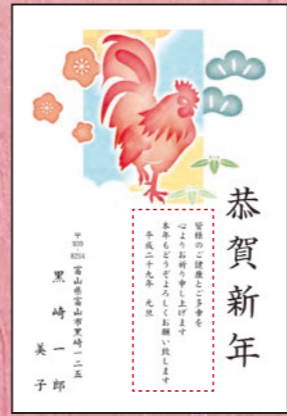 恭賀新年
皆様のご健康とご多幸を
心よりお祈り申し上げます
本年もどうぞよろしくお願い致します
平成二十九年　元旦
〒939-8214
富山県富山市黒崎一二五
黒崎一郎
美子